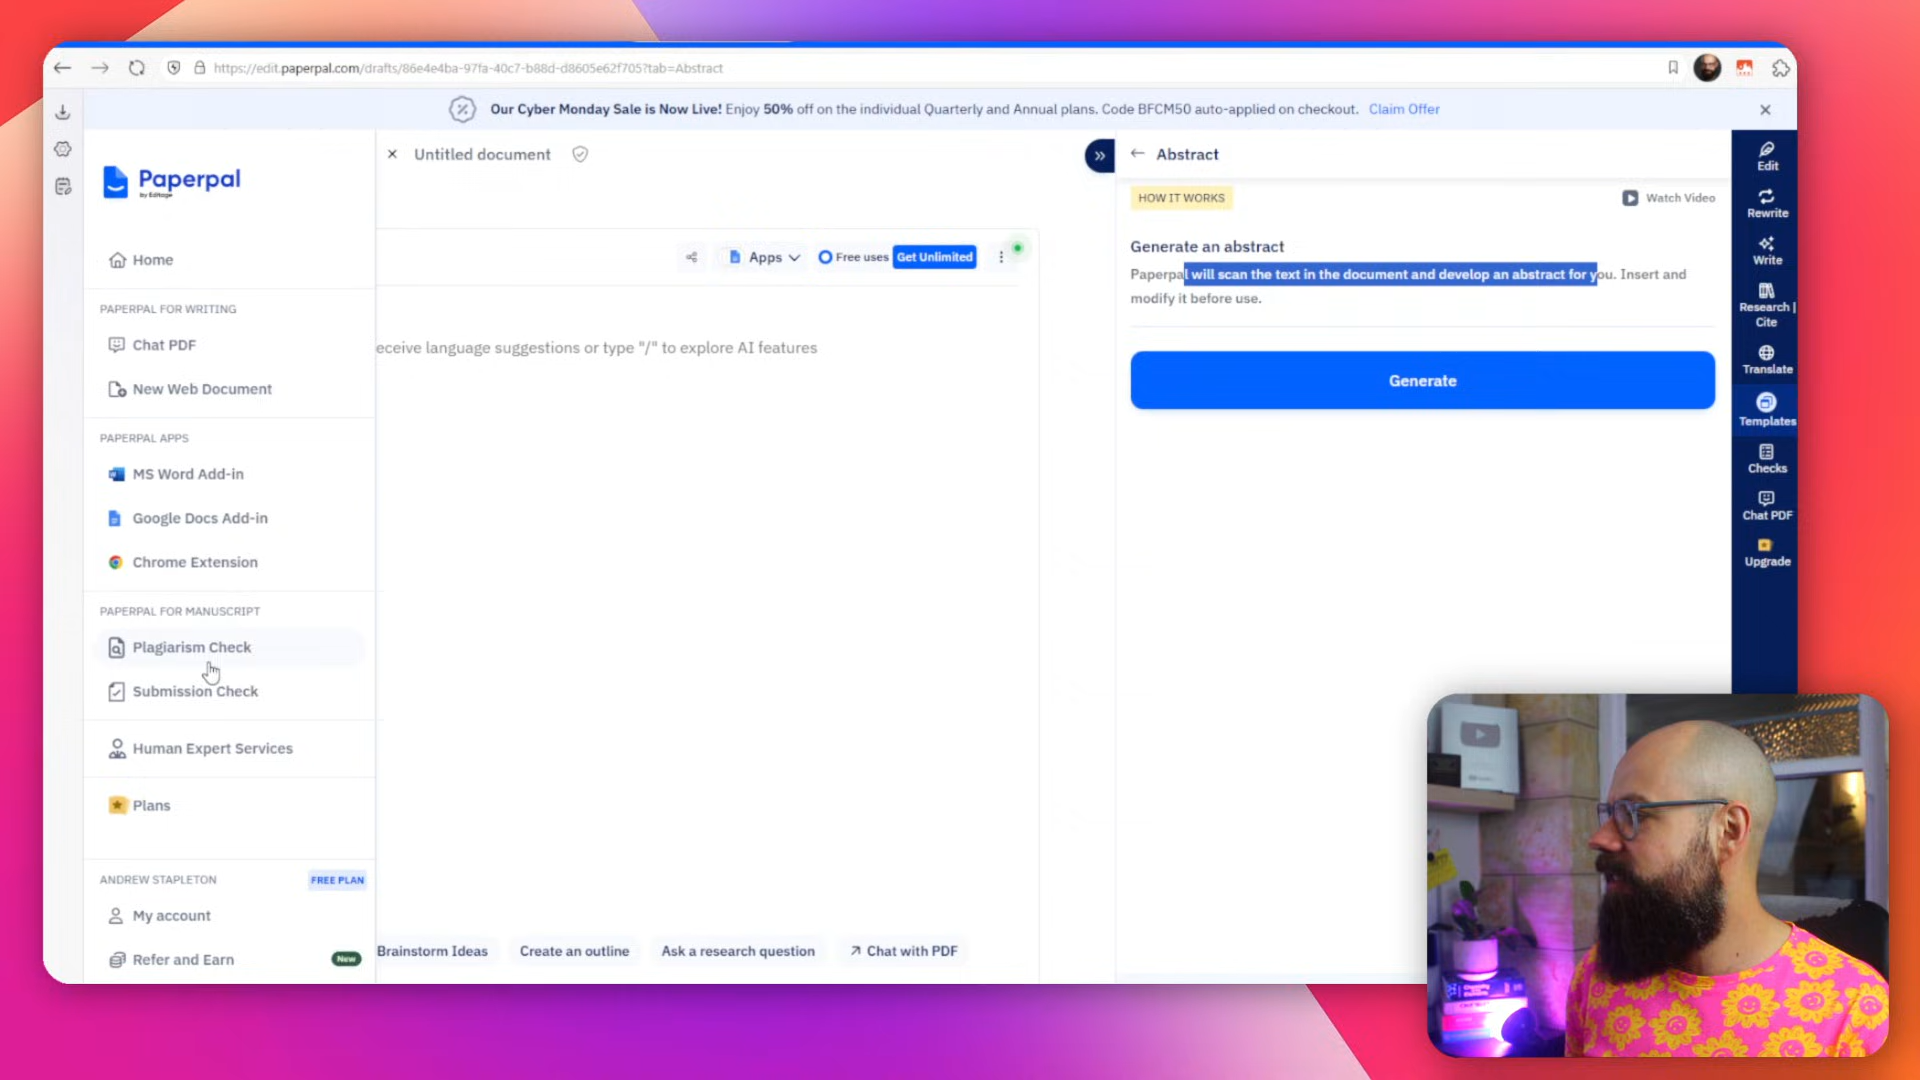 https://edit.paperpal.com/drafts/86e4e4ba-97fa-40c7-b88d-d8605e62f705?tab=Abstract
Our Cyber Monday Sale is Now Live! Enjoy 50% off on the individual Quarterly and Annual plans. Code BFCM50 auto-applied on checkout. Claim Offer
Paperpal
by Editage
Home
PAPERPAL FOR WRITING
Chat PDF
New Web Document
PAPERPAL APPS
MS Word Add-in
Google Docs Add-in
Chrome Extension
PAPERPAL FOR MANUSCRIPT
Plagiarism Check
Submission Check
Human Expert Services
Plans
ANDREW STAPLETON FREE PLAN
My account
Refer and Earn New
Untitled document
Apps Free uses Get Unlimited
eceive language suggestions or type "/" to explore AI features
Brainstorm Ideas Create an outline Ask a research question Chat with PDF
Abstract
HOW IT WORKS Watch Video
Generate an abstract
Paperpal will scan the text in the document and develop an abstract for you. Insert and
modify it before use.
Generate
Edit
Rewrite
Write
Research |
Cite
Translate
Templates
Checks
Chat PDF
Upgrade